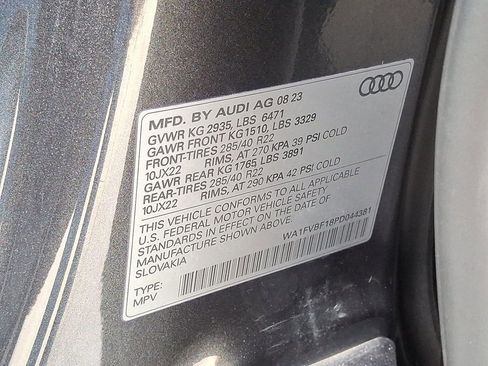 MFD. BY AUDI AG 08 23
GVWR KG 2935, LBS 6471
GAWR FRONT KG 1510, LBS 3329
FRONT-TIRES 285/40 R22
10JX22 RIMS, AT 270 KPA 39 PSI COLD
GAWR REAR KG 1765 LBS 3891
REAR-TIRES 285/40 R22
10JX22 RIMS, AT 290 KPA 42 PSI COLD
THIS VEHICLE CONFORMS TO ALL APPLICABLE
U.S. FEDERAL MOTOR VEHICLE SAFETY
STANDARDS IN EFFECT ON THE DATE OF
MANUFACTURE SHOWN ABOVE.
SLOVAKIA
WA1FVBF18PD044381
TYPE:
MPV